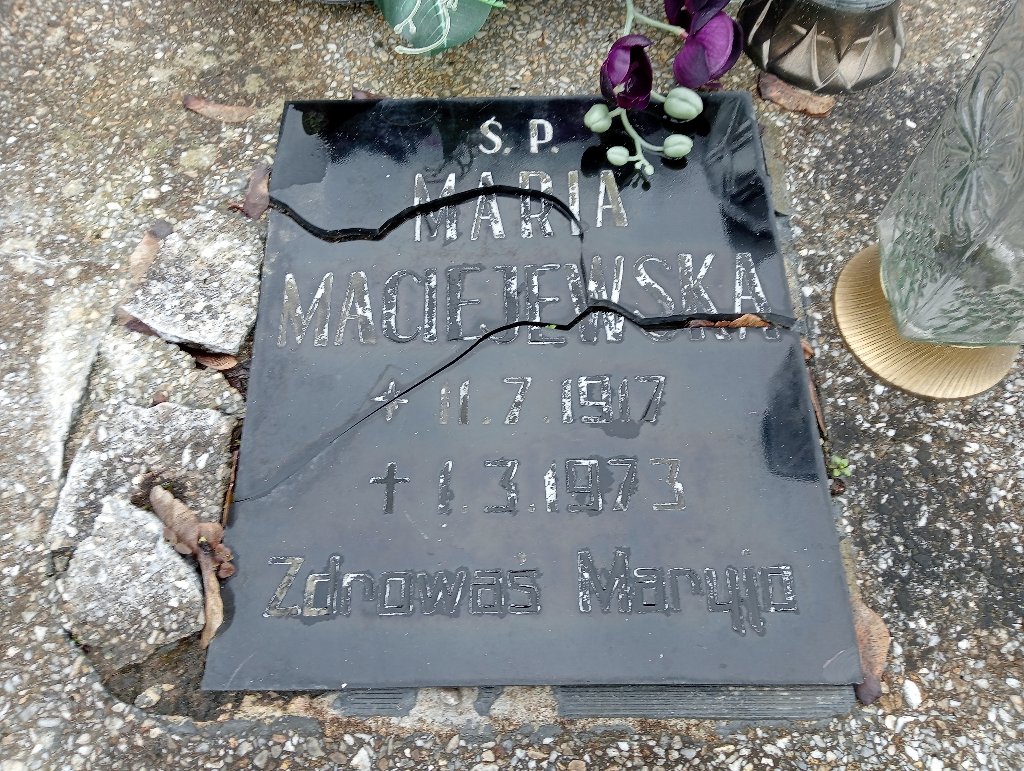 Ś. P.
MARIA
MACIEJEWSKA
* 11.7.1917
✝ 1.3.1973
Zdrowaś Maryjo